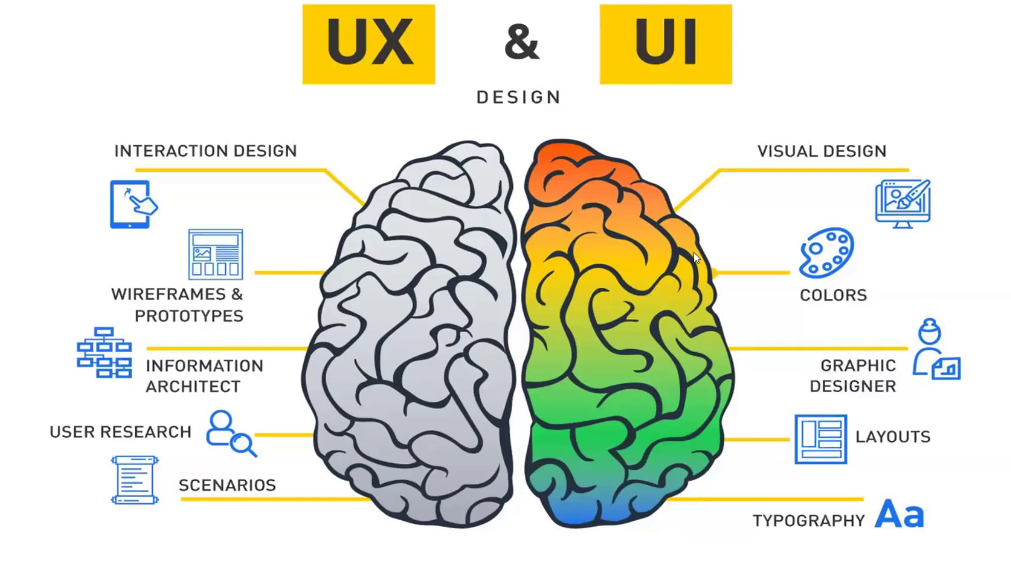 UX & UI
DESIGN
INTERACTION DESIGN
WIREFRAMES &
PROTOTYPES
INFORMATION
ARCHITECT
USER RESEARCH
SCENARIOS
VISUAL DESIGN
COLORS
GRAPHIC
DESIGNER
LAYOUTS
TYPOGRAPHY Aa